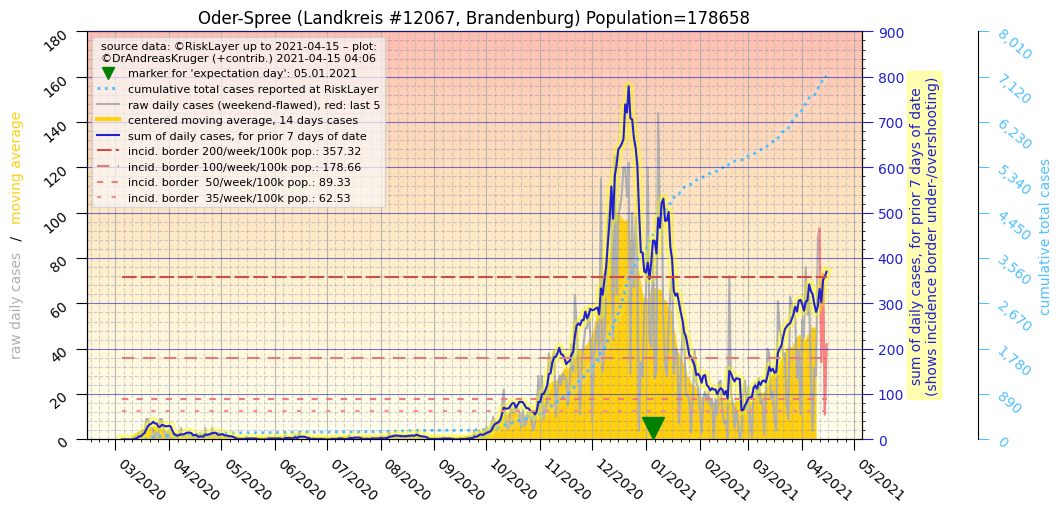 Oder-Spree (Landkreis #12067, Brandenburg) Population=178658
source data: ©RiskLayer up to 2021-04-15 – plot:
©DrAndreasKruger (+contrib.) 2021-04-15 04:06
marker for 'expectation day': 05.01.2021
cumulative total cases reported at RiskLayer
raw daily cases (weekend-flawed), red: last 5
centered moving average, 14 days cases
sum of daily cases, for prior 7 days of date
incid. border 200/week/100k pop.: 357.32
incid. border 100/week/100k pop.: 178.66
incid. border  50/week/100k pop.: 89.33
incid. border  35/week/100k pop.: 62.53
raw daily cases / moving average
180
160
140
120
100
80
60
40
20
0
03/2020
04/2020
05/2020
06/2020
07/2020
08/2020
09/2020
10/2020
11/2020
12/2020
01/2021
02/2021
03/2021
04/2021
05/2021
900
800
700
600
500
400
300
200
100
0
sum of daily cases, for prior 7 days of date
(shows incidence border under-/overshooting)
8,010
7,120
6,230
5,340
4,450
3,560
2,670
1,780
890
0
cumulative total cases